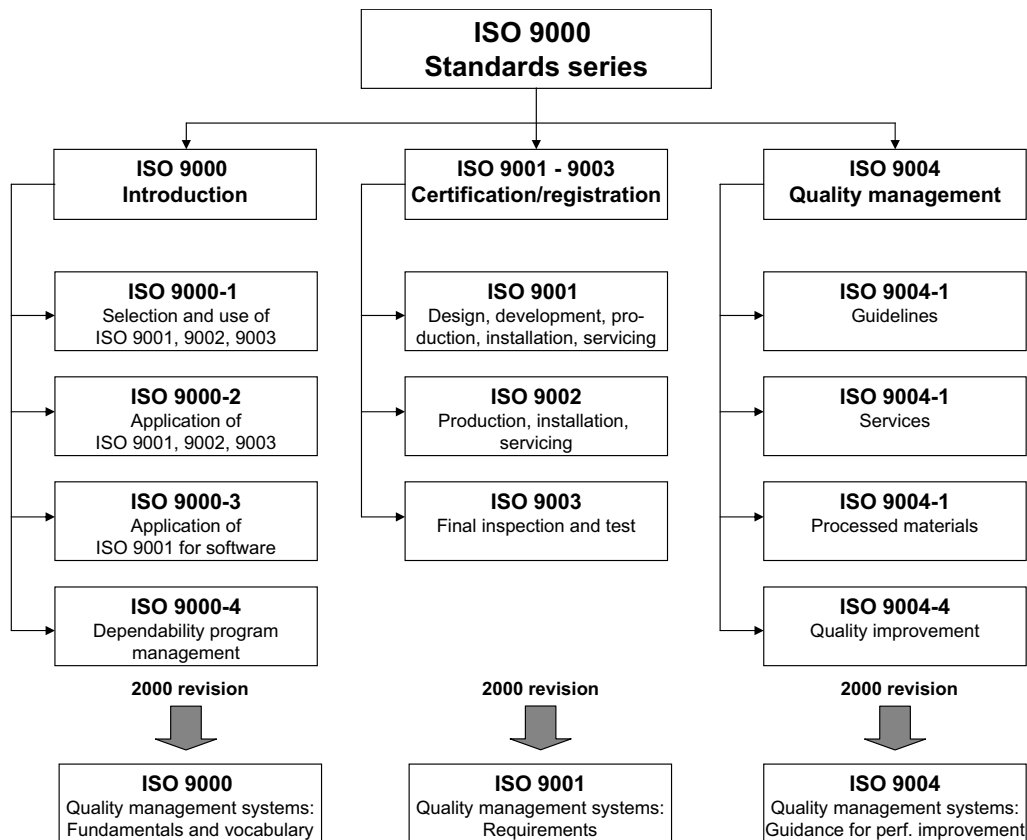 ISO 9000
Standards series
ISO 9000
Introduction
ISO 9001 - 9003
Certification/registration
ISO 9004
Quality management
ISO 9000-1
Selection and use of
ISO 9001, 9002, 9003
ISO 9001
Design, development, pro-
duction, installation, servicing
ISO 9004-1
Guidelines
ISO 9000-2
Application of
ISO 9001, 9002, 9003
ISO 9002
Production, installation,
servicing
ISO 9004-1
Services
ISO 9000-3
Application of
ISO 9001 for software
ISO 9003
Final inspection and test
ISO 9004-1
Processed materials
ISO 9000-4
Dependability program
management
ISO 9004-4
Quality improvement
2000 revision
2000 revision
2000 revision
ISO 9000
Quality management systems:
Fundamentals and vocabulary
ISO 9001
Quality management systems:
Requirements
ISO 9004
Quality management systems:
Guidance for perf. improvement